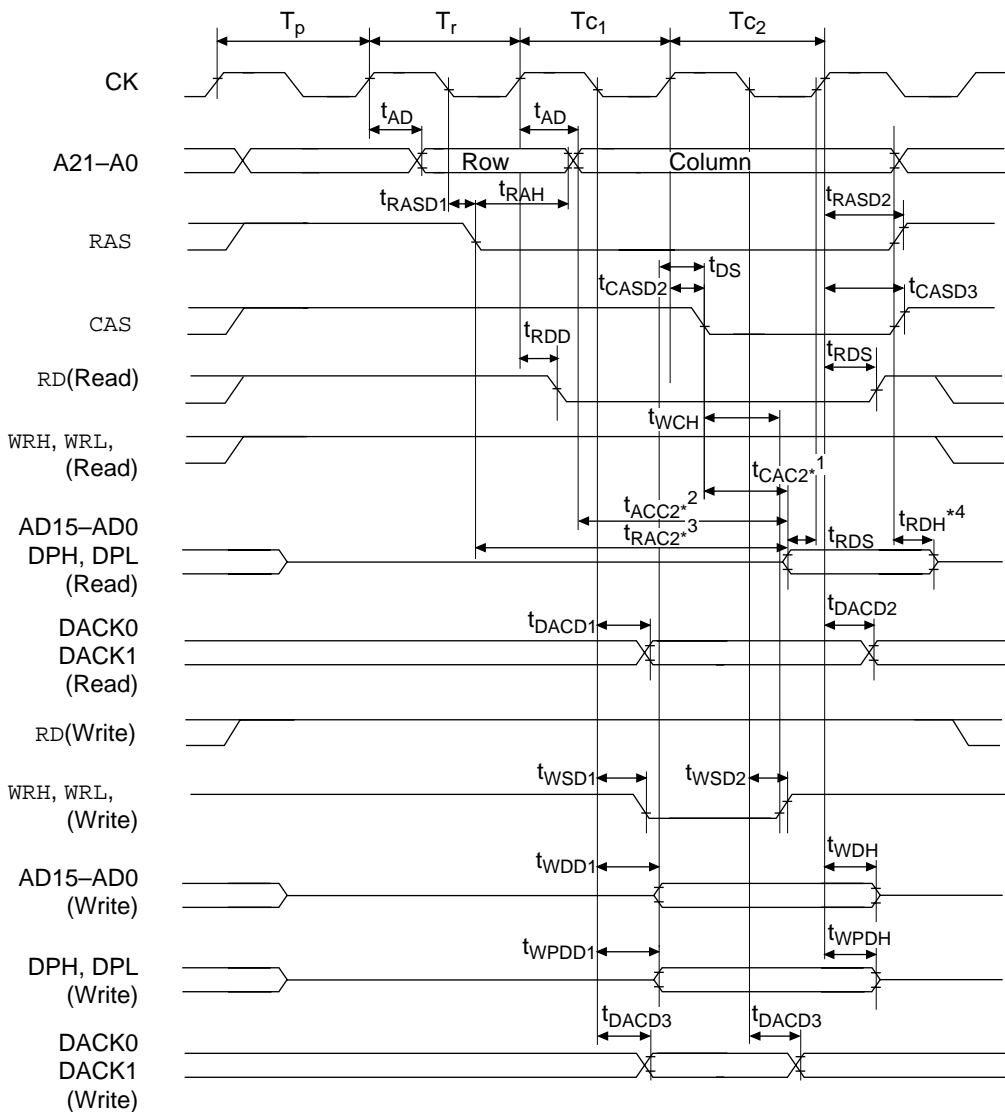 Tp Tr Tc1 Tc2
CK
tAD tAD
A21–A0 Row Column
tRASD1 tRAH tRASD2
RAS
tDS
tCASD2 tCASD3
CAS
tRDD tRDS
RD(Read)
tWCH
WRH, WRL,
(Read)
tCAC2*1
tACC2*2
AD15–AD0
DPH, DPL
(Read)
tRAC2*3 tRDS tRDH*4
DACK0
DACK1
(Read)
tDACD1 tDACD2
RD(Write)
tWSD1 tWSD2
WRH, WRL,
(Write)
tWDD1 tWDH
AD15–AD0
(Write)
tWPDD1 tWPDH
DPH, DPL
(Write)
tDACD3 tDACD3
DACK0
DACK1
(Write)